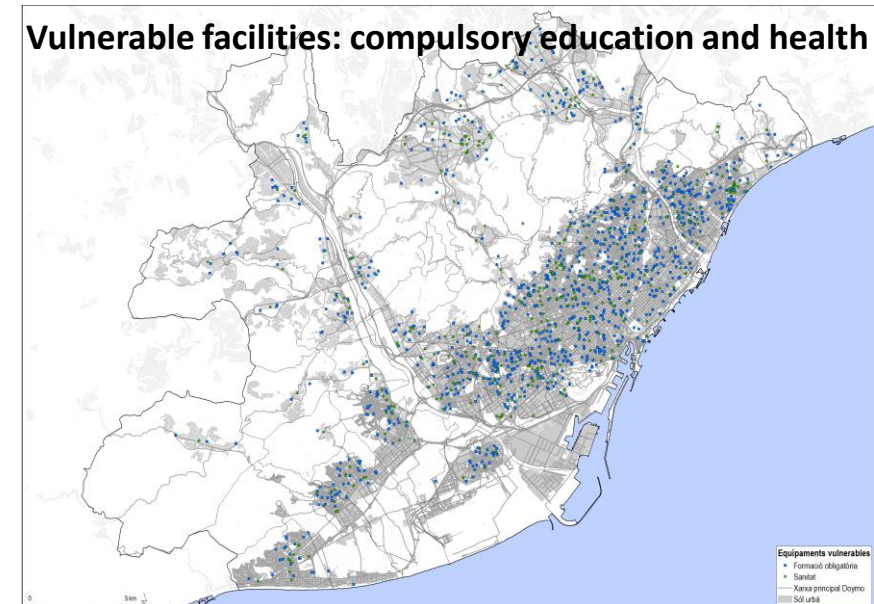 Vulnerable facilities: compulsory education and health
Equipaments vulnerables
Formació obligatòria
Sanitat
Xarxa principal Doymo
Sòl urbà
0 5 km